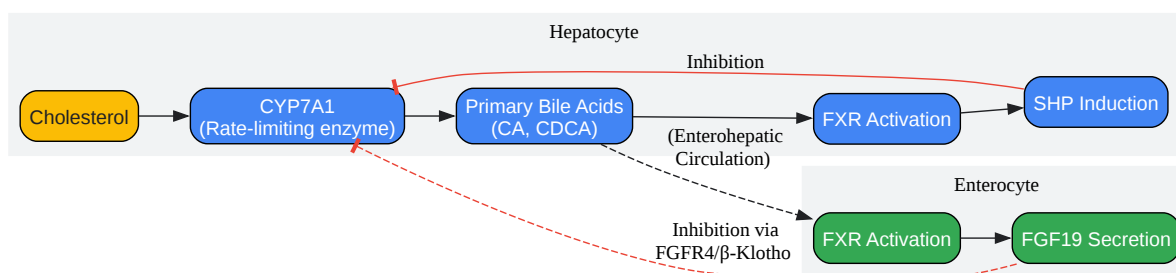 Hepatocyte
Inhibition
Cholesterol
CYP7A1
(Rate-limiting enzyme)
Primary Bile Acids
(CA, CDCA)
FXR Activation
SHP Induction
(Enterohepatic
Circulation)
Enterocyte
Inhibition via
FGFR4/β-Klotho
FXR Activation
FGF19 Secretion